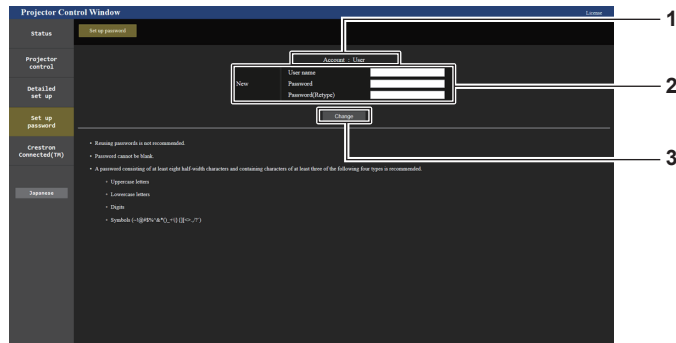 Projector Control Window
License
Status
Set up password
Projector
control
Detailed
set up
Set up
password
Crestron
Connected(TM)
Japanese
Account : User
New
User name
Password
Password(Retype)
Change
• Reusing passwords is not recommended.
• Password cannot be blank.
• A password consisting of at least eight half-width characters and containing characters of at least three of the following four types is recommended.
• Uppercase letters
• Lowercase letters
• Digits
• Symbols
1
2
3